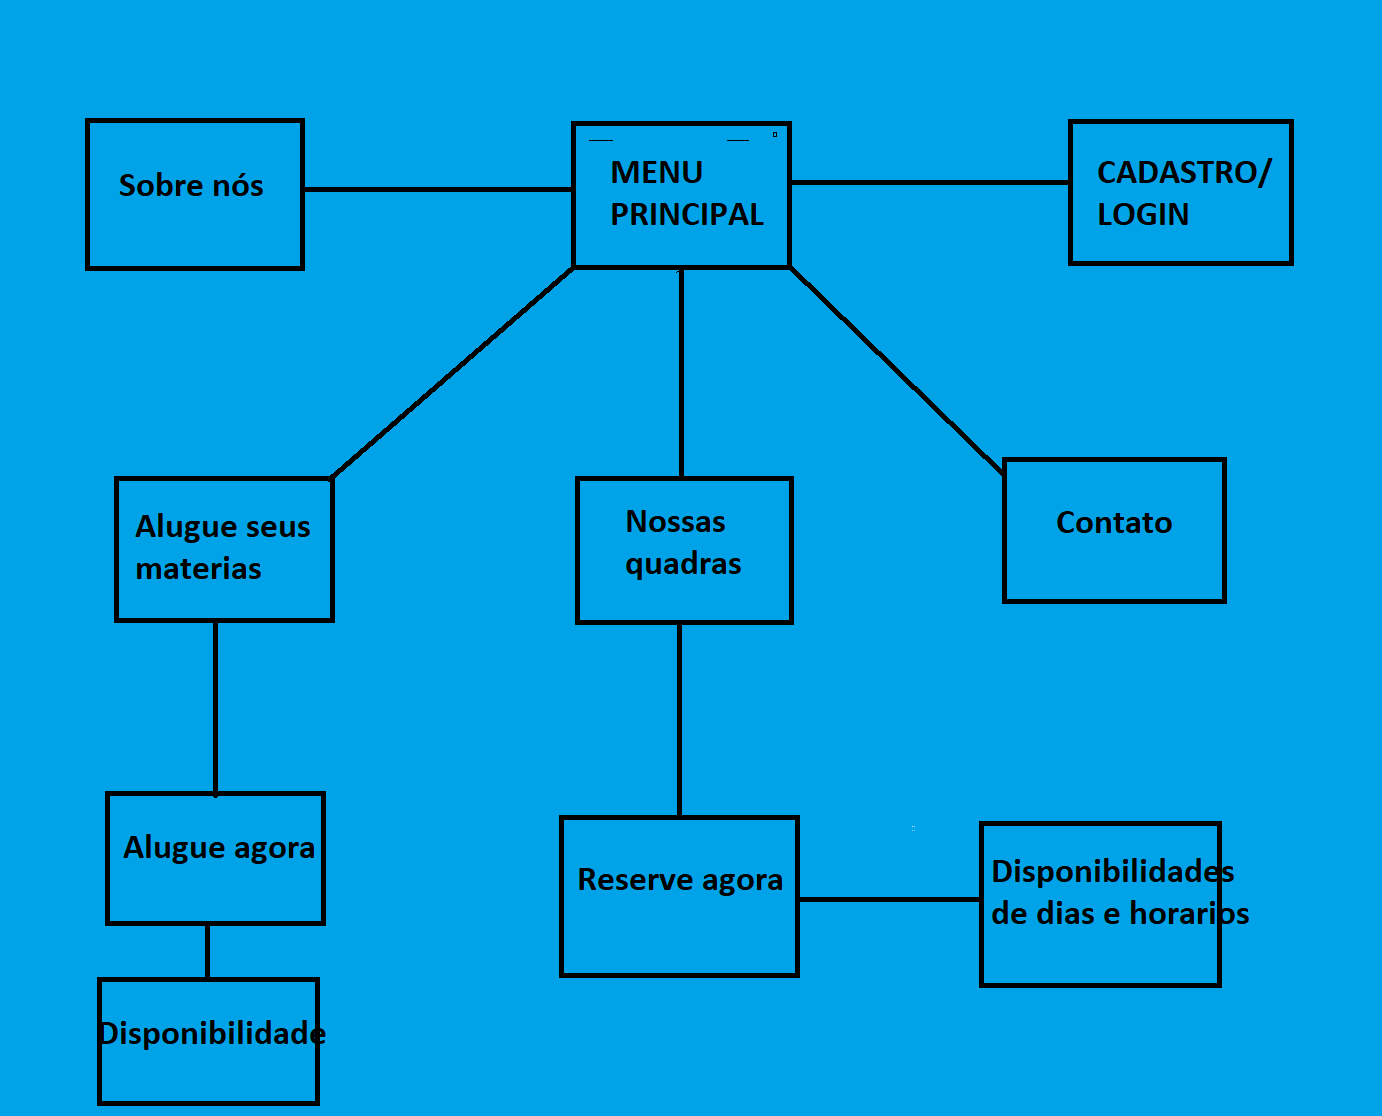 Sobre nós
MENU
PRINCIPAL
CADASTRO/
LOGIN
Alugue seus
materias
Nossas
quadras
Contato
Alugue agora
Reserve agora
Disponibilidades
de dias e horarios
Disponibilidade